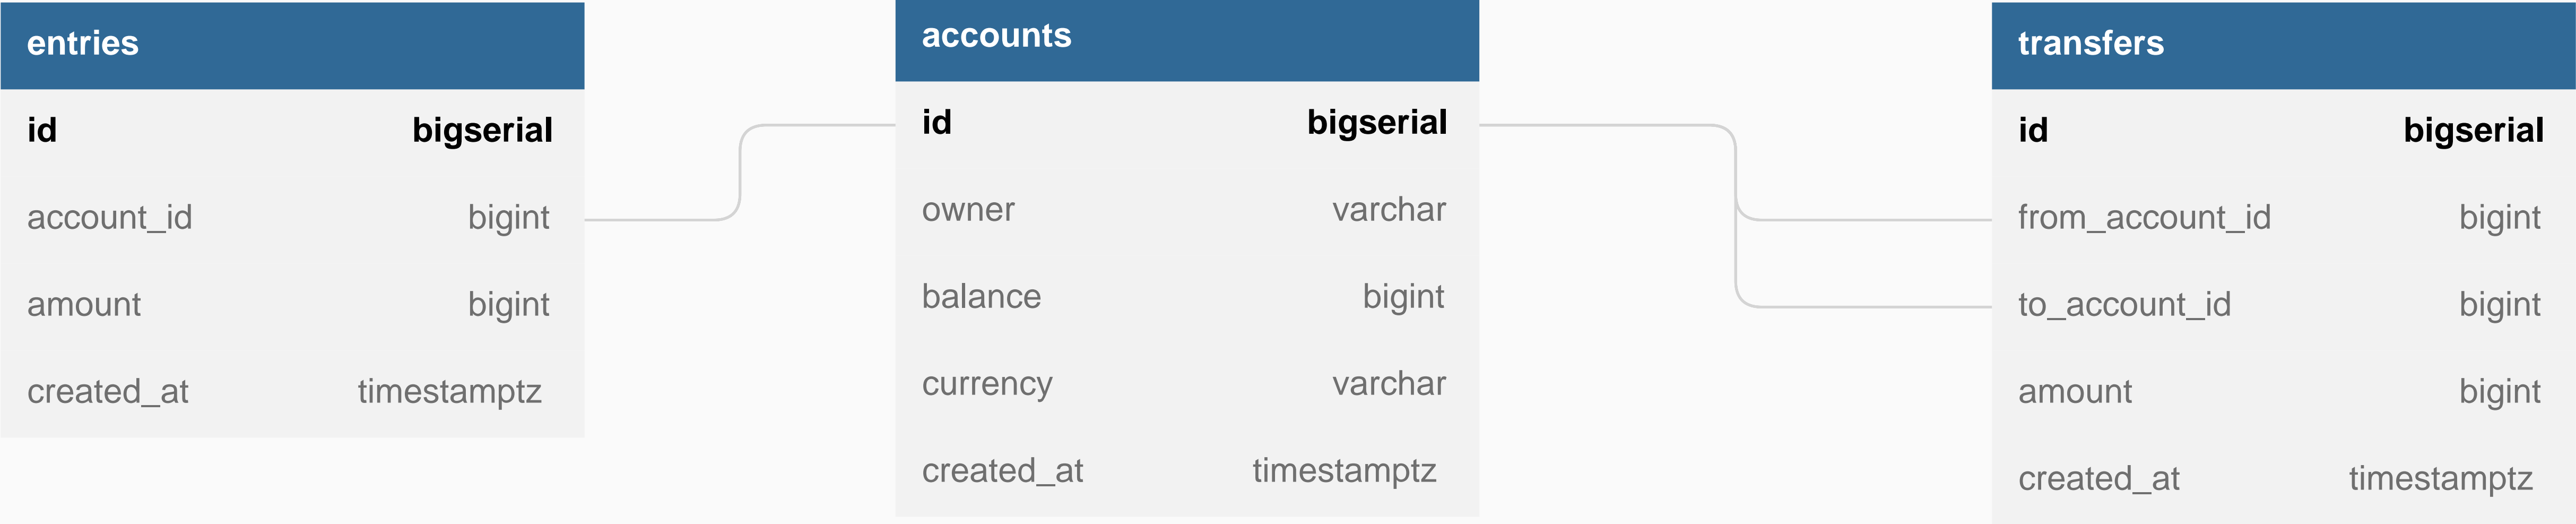 entries
id bigserial
account_id bigint
amount bigint
created_at timestamptz
accounts
id bigserial
owner varchar
balance bigint
currency varchar
created_at timestamptz
transfers
id bigserial
from_account_id bigint
to_account_id bigint
amount bigint
created_at timestamptz